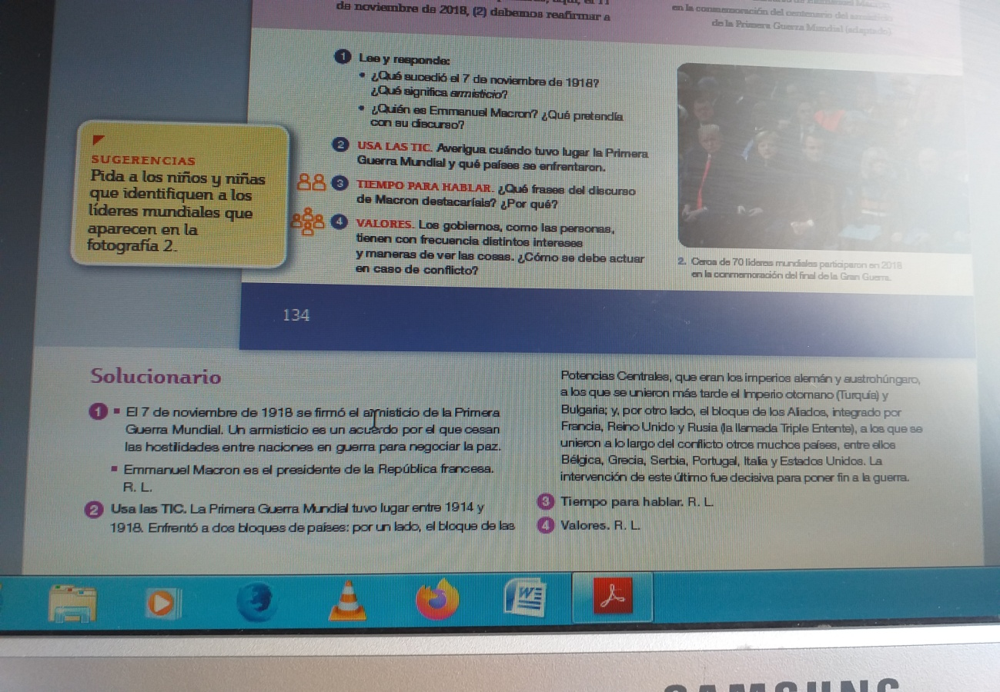 de noviembre de 2018, (2) debemos reafirmar a
en la conmemoración del centenario del armisticio
de la Primera Guerra Mundial (adaptado)
1 Lee y responde:
• ¿Qué sucedió el 7 de noviembre de 1918?
¿Qué significa armisticio?
• ¿Quién es Emmanuel Macron? ¿Qué pretendía
con su discurso?
2 USA LAS TIC. Averigua cuándo tuvo lugar la Primera
Guerra Mundial y qué países se enfrentaron.
3 TIEMPO PARA HABLAR. ¿Qué frases del discurso
de Macron destacaríais? ¿Por qué?
4 VALORES. Los gobiernos, como las personas,
tienen con frecuencia distintos intereses
y maneras de ver las cosas. ¿Cómo se debe actuar
en caso de conflicto?
SUGERENCIAS
Pida a los niños y niñas
que identifiquen a los
líderes mundiales que
aparecen en la
fotografía 2.
2. Cerca de 70 líderes mundiales participaron en 2018
en la conmemoración del final de la Gran Guerra.
134
Solucionario
1 El 7 de noviembre de 1918 se firmó el armisticio de la Primera
Guerra Mundial. Un armisticio es un acuerdo por el que cesan
las hostilidades entre naciones en guerra para negociar la paz.
Emmanuel Macron es el presidente de la República francesa.
R. L.
2 Usa las TIC. La Primera Guerra Mundial tuvo lugar entre 1914 y
1918. Enfrentó a dos bloques de países: por un lado, el bloque de las
Potencias Centrales, que eran los imperios alemán y austrohúngaro,
a los que se unieron más tarde el Imperio otomano (Turquía) y
Bulgaria; y, por otro lado, el bloque de los Aliados, integrado por
Francia, Reino Unido y Rusia (la llamada Triple Entente), a los que se
unieron a lo largo del conflicto otros muchos países, entre ellos
Bélgica, Grecia, Serbia, Portugal, Italia y Estados Unidos. La
intervención de este último fue decisiva para poner fin a la guerra.
3 Tiempo para hablar. R. L.
4 Valores. R. L.
W
SAMSUNG